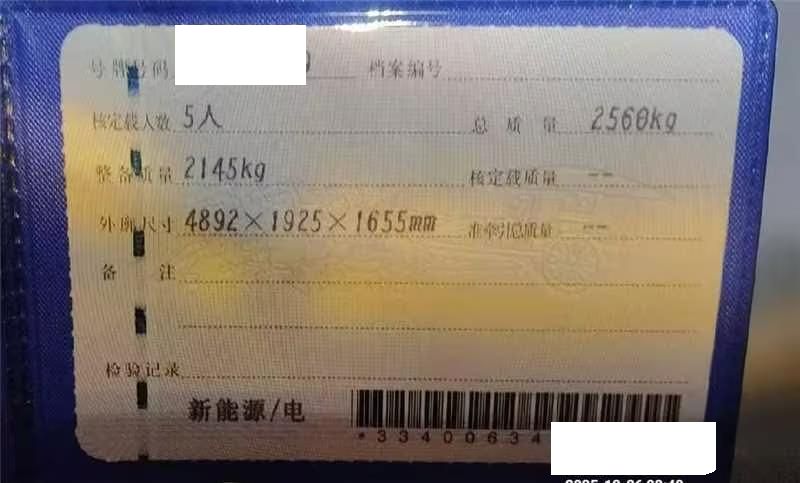 号牌号码 档案编号
核定载人数 5人 总质量 2560kg
整备质量 2145kg 核定载质量 --
外廓尺寸 4892×1925×1655mm 准牵引总质量 --
备注
检验记录
新能源/电
*33400634